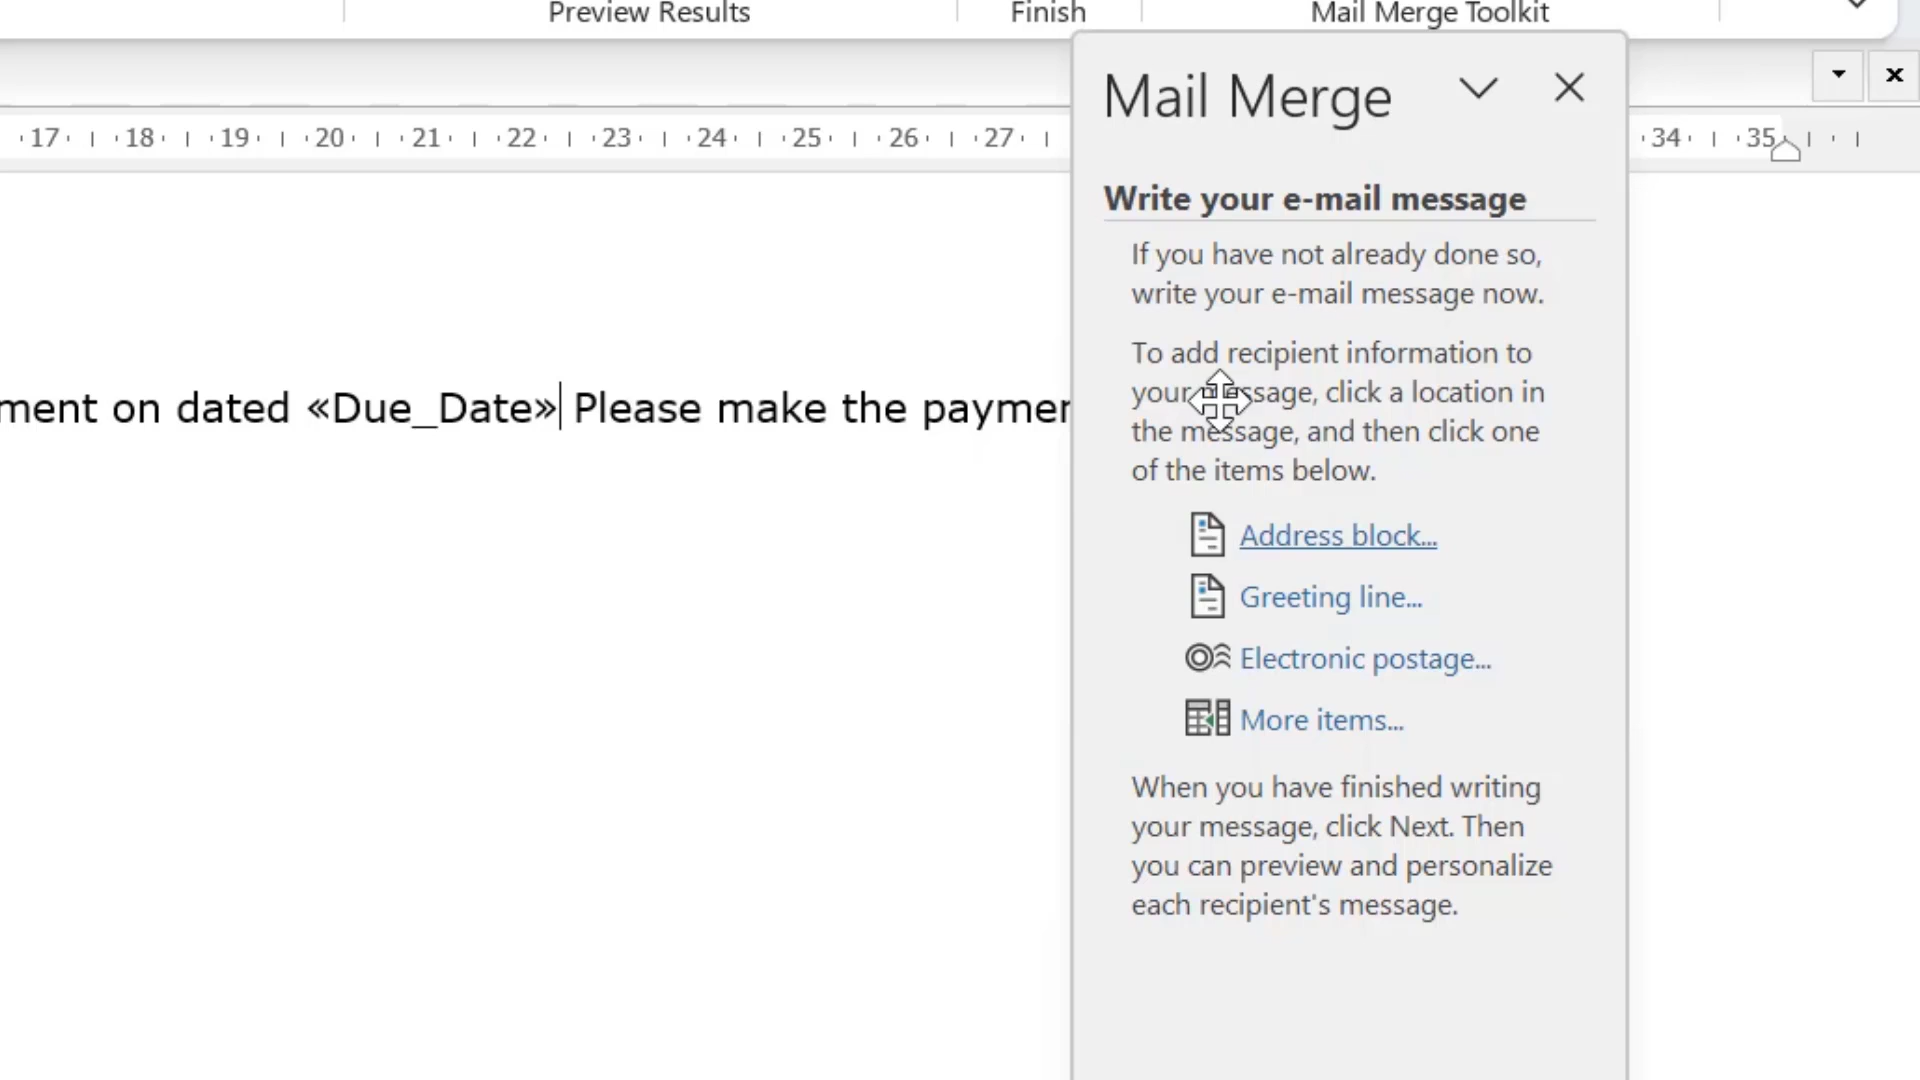 Preview Results
Finish
Mail Merge Toolkit
Mail Merge
17 18 19 20 21 22 23 24 25 26 27 34 35
Write your e-mail message
If you have not already done so,
write your e-mail message now.
To add recipient information to
your message, click a location in
the message, and then click one
of the items below.
ment on dated «Due_Date» Please make the paymen
Address block...
Greeting line...
Electronic postage...
More items...
When you have finished writing
your message, click Next. Then
you can preview and personalize
each recipient's message.